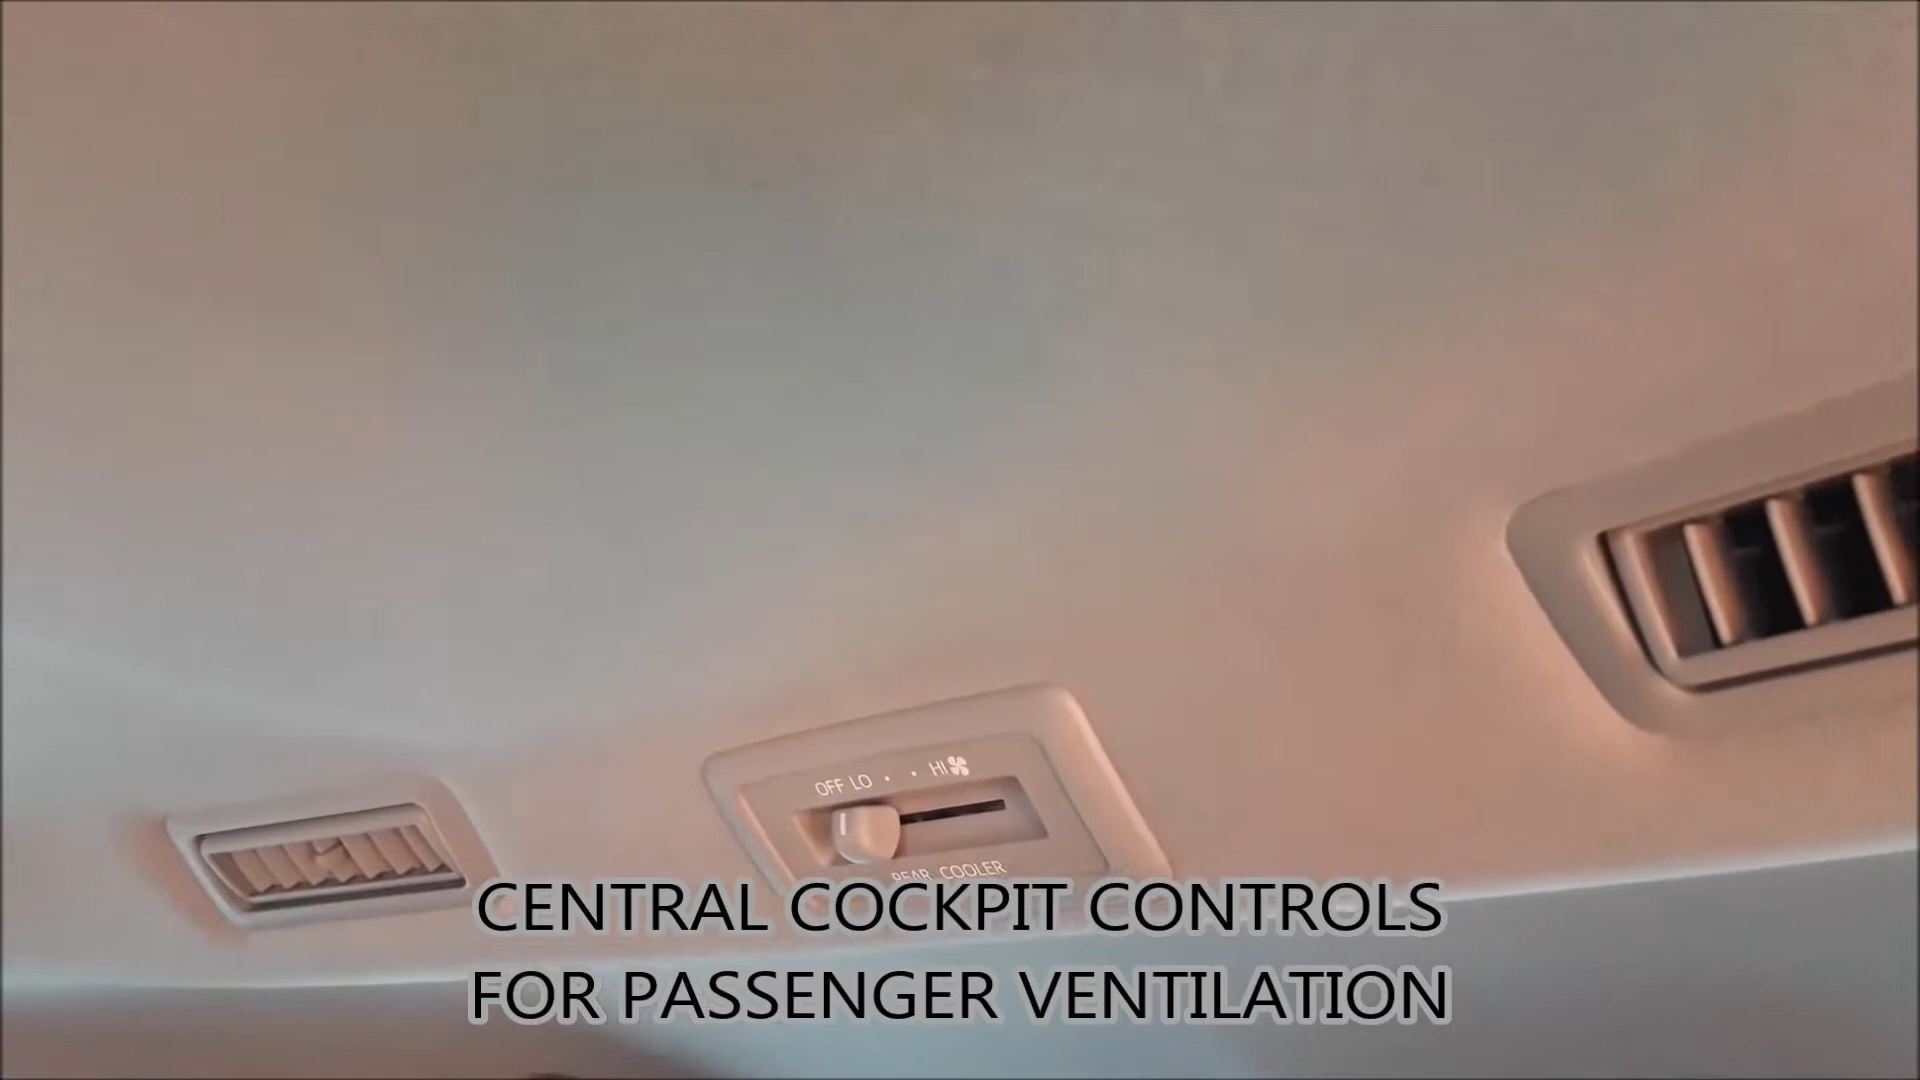 OFF LO • • HI
REAR COOLER
CENTRAL COCKPIT CONTROLS
FOR PASSENGER VENTILATION